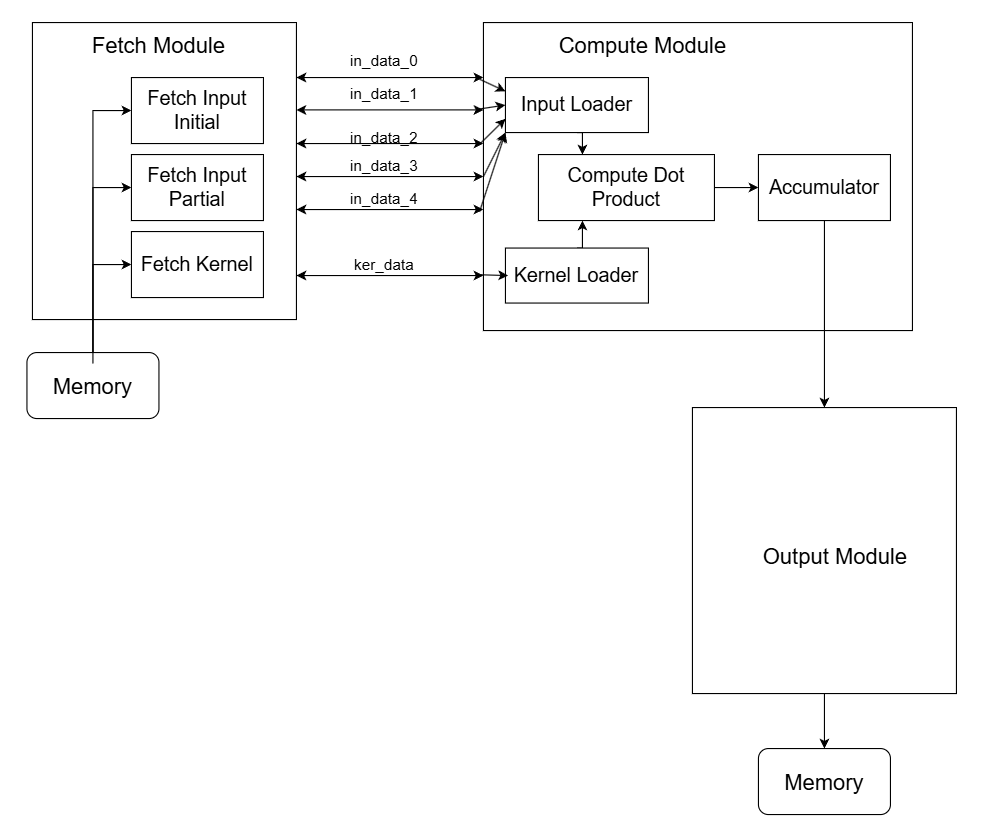 Fetch Module
Fetch Input
Initial
Fetch Input
Partial
Fetch Kernel
Memory
in_data_0
in_data_1
in_data_2
in_data_3
in_data_4
ker_data
Compute Module
Input Loader
Compute Dot
Product
Accumulator
Kernel Loader
Output Module
Memory